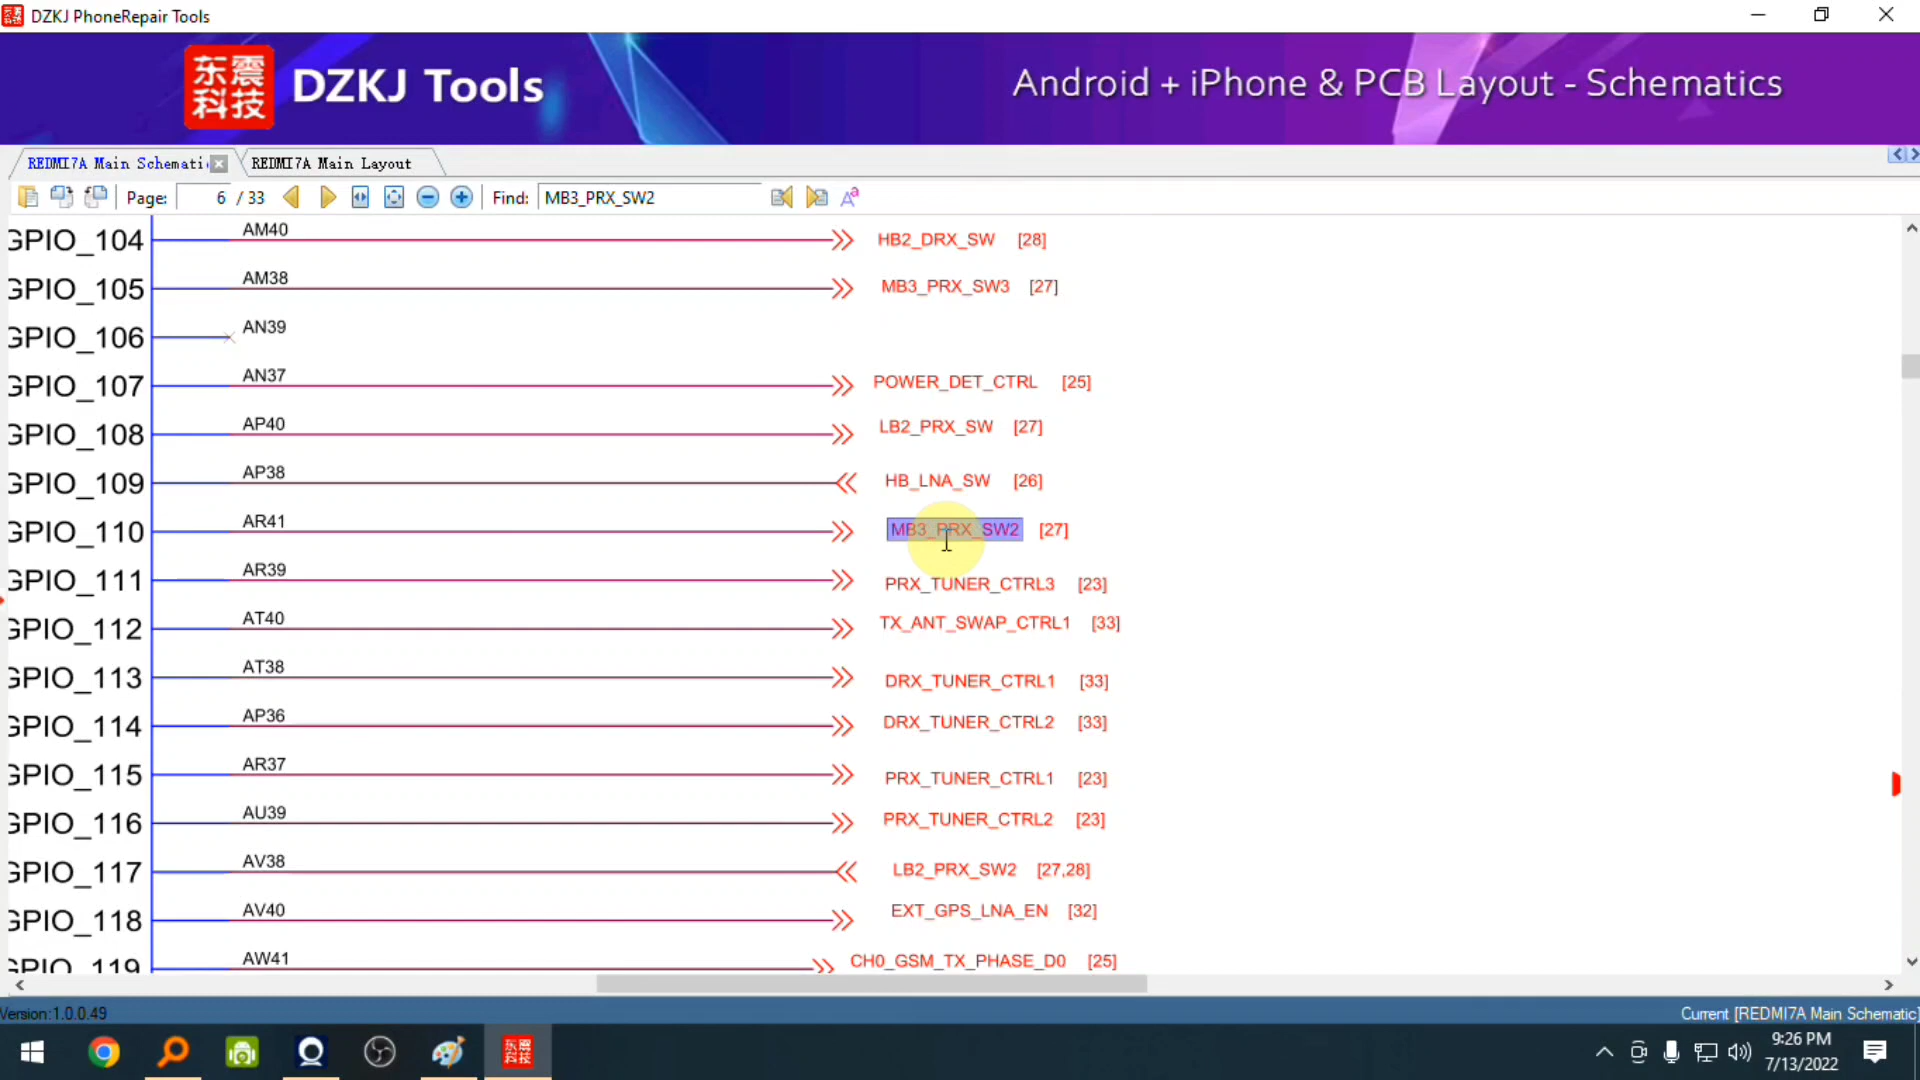 DZKJ PhoneRepair Tools
东震
科技
DZKJ Tools
Android + iPhone & PCB Layout - Schematics
REDMI7A Main Schemati
REDMI7A Main Layout
Page: 6 / 33
Find: MB3_PRX_SW2
GPIO_104 AM40 HB2_DRX_SW [28]
GPIO_105 AM38 MB3_PRX_SW3 [27]
GPIO_106 AN39
GPIO_107 AN37 POWER_DET_CTRL [25]
GPIO_108 AP40 LB2_PRX_SW [27]
GPIO_109 AP38 HB_LNA_SW [26]
GPIO_110 AR41 MB3_PRX_SW2 [27]
GPIO_111 AR39 PRX_TUNER_CTRL3 [23]
GPIO_112 AT40 TX_ANT_SWAP_CTRL1 [33]
GPIO_113 AT38 DRX_TUNER_CTRL1 [33]
GPIO_114 AP36 DRX_TUNER_CTRL2 [33]
GPIO_115 AR37 PRX_TUNER_CTRL1 [23]
GPIO_116 AU39 PRX_TUNER_CTRL2 [23]
GPIO_117 AV38 LB2_PRX_SW2 [27,28]
GPIO_118 AV40 EXT_GPS_LNA_EN [32]
GPIO_119 AW41 CH0_GSM_TX_PHASE_D0 [25]
Version:1.0.0.49
Current [REDMI7A Main Schematic]
东震
科技
9:26 PM
7/13/2022